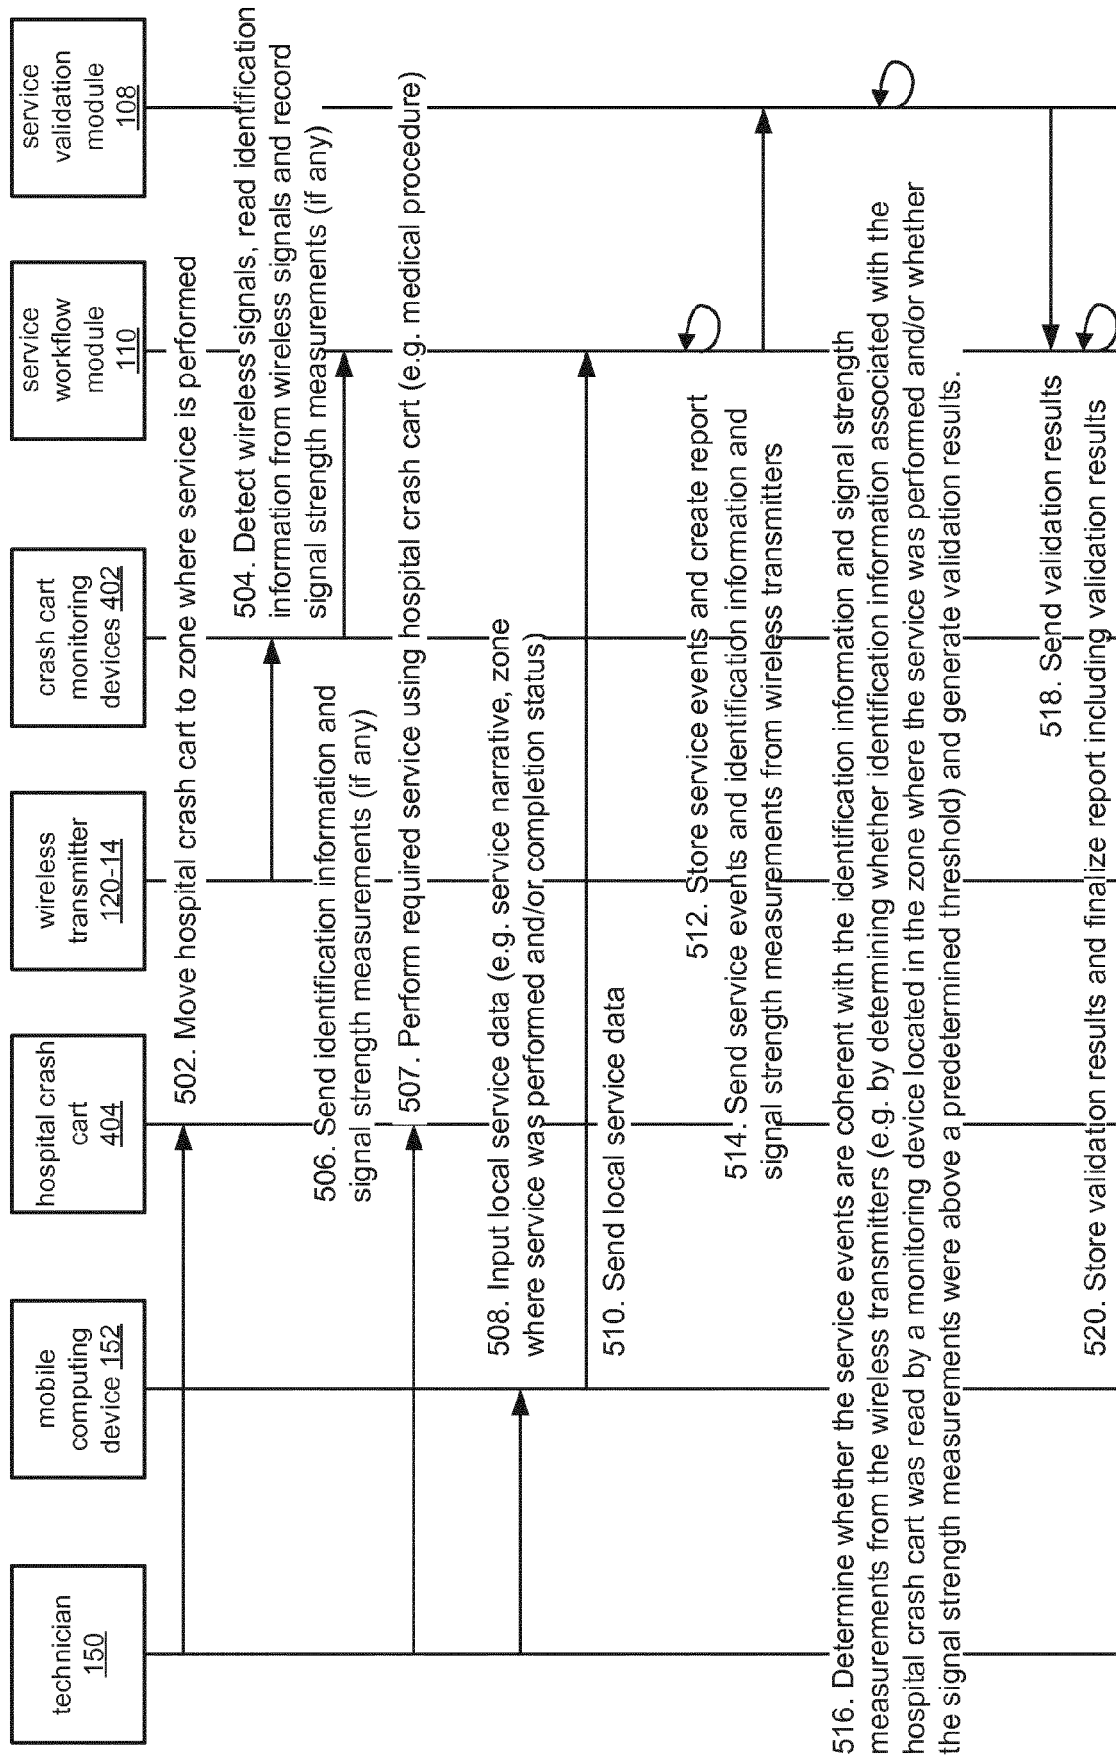 technician
150
mobile
computing
device 152
hospital crash
cart
404
wireless
transmitter
120-14
crash cart
monitoring
devices 402
service
workflow
module
110
service
validation
module
108
502. Move hospital crash cart to zone where service is performed
504. Detect wireless signals, read identification
information from wireless signals and record
signal strength measurements (if any)
506. Send identification information and
signal strength measurements (if any)
507. Perform required service using hospital crash cart (e.g. medical procedure)
508. Input local service data (e.g. service narrative, zone
where service was performed and/or completion status)
510. Send local service data
512. Store service events and create report
514. Send service events and identification information and
signal strength measurements from wireless transmitters
516. Determine whether the service events are coherent with the identification information and signal strength
measurements from the wireless transmitters (e.g. by determining whether identification information associated with the
hospital crash cart was read by a monitoring device located in the zone where the service was performed and/or whether
the signal strength measurements were above a predetermined threshold) and generate validation results.
518. Send validation results
520. Store validation results and finalize report including validation results